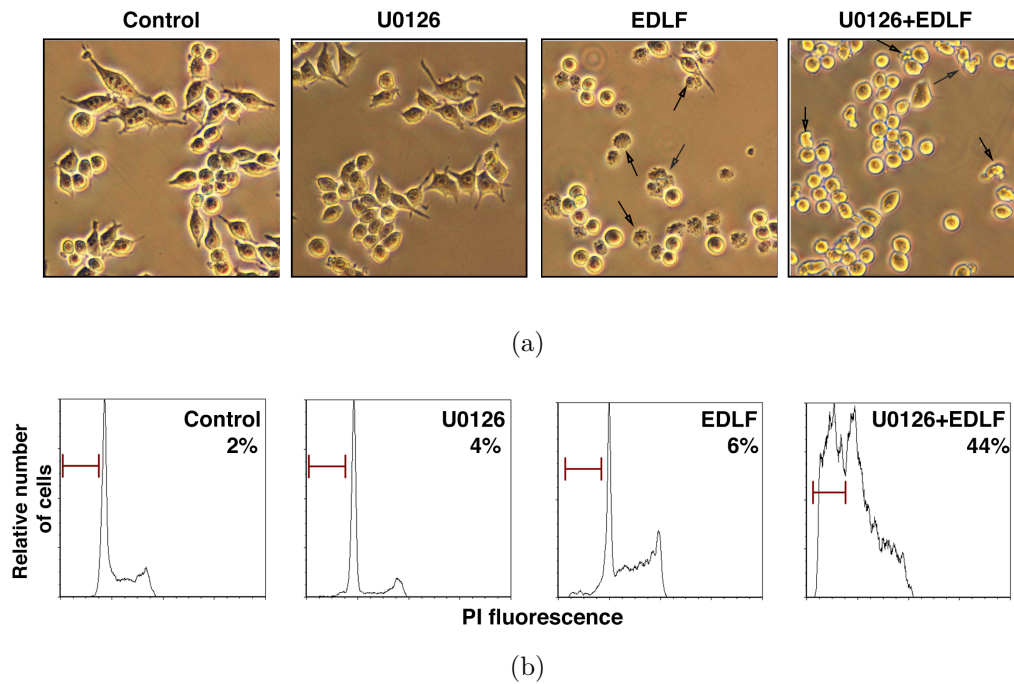 (a)
Control
U0126
EDLF
U0126+EDLF
(a)
Relative number
of cells
Control
2%
U0126
4%
EDLF
6%
U0126+EDLF
44%
PI fluorescence
(b)